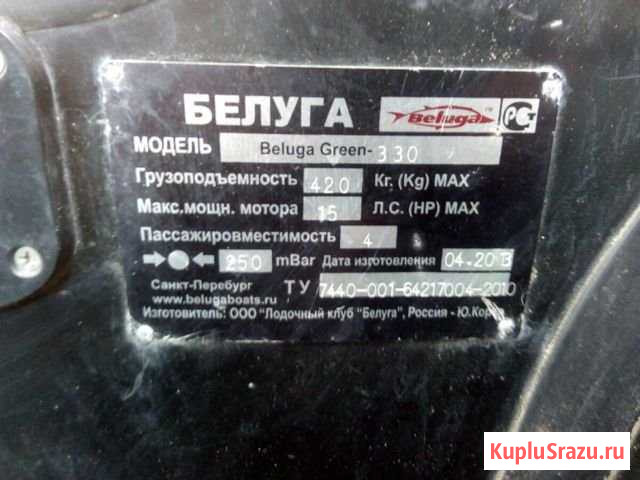 БЕЛУГА Beluga™ РСТ
МОДЕЛЬ Beluga Green-330
Грузоподъемность 420 Кг. (Kg) MAX
Макс.мощн. мотора 15 Л.С. (HP) MAX
Пассажировместимость 4
250 mBar Дата изготовления 04-2013
Санкт-Перебург ТУ 7440-001-64217004-2010
www.belugaboats.ru
Изготовитель: ООО "Лодочный клуб "Белуга", Россия - Ю.Корея
KupluSrazu.ru